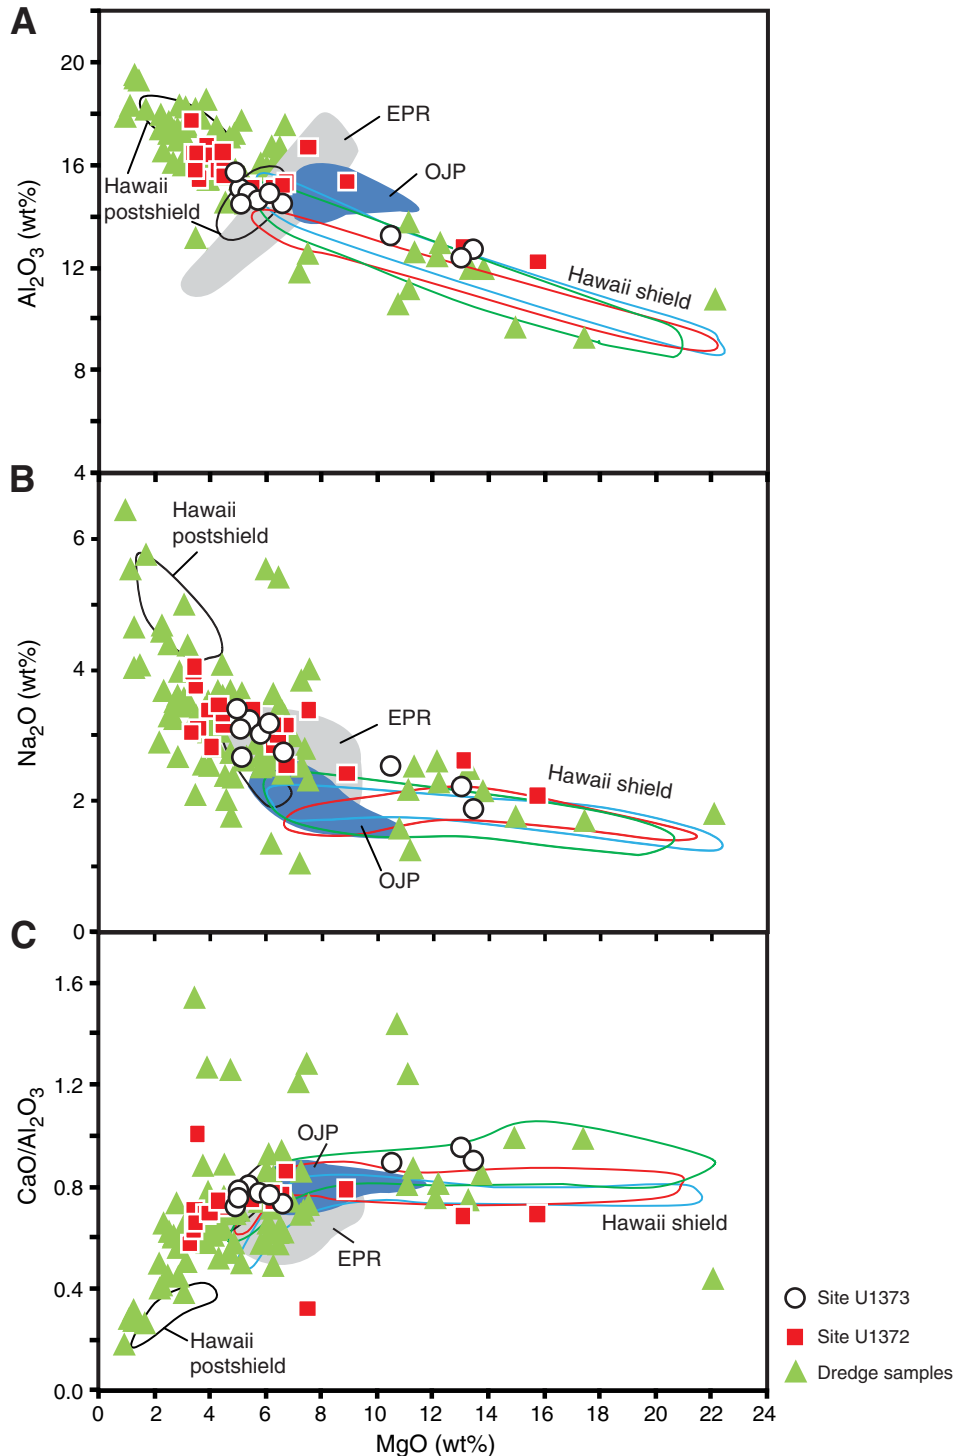 A
20
16
12
8
4
Al2O3 (wt%)
EPR
OJP
Hawaii
postshield
Hawaii shield
B
6
4
2
0
Na2O (wt%)
Hawaii
postshield
EPR
Hawaii shield
OJP
C
1.6
1.2
0.8
0.4
0.0
CaO/Al2O3
OJP
Hawaii shield
EPR
Hawaii
postshield
0 2 4 6 8 10 12 14 16 18 20 22 24
MgO (wt%)
Site U1373
Site U1372
Dredge samples